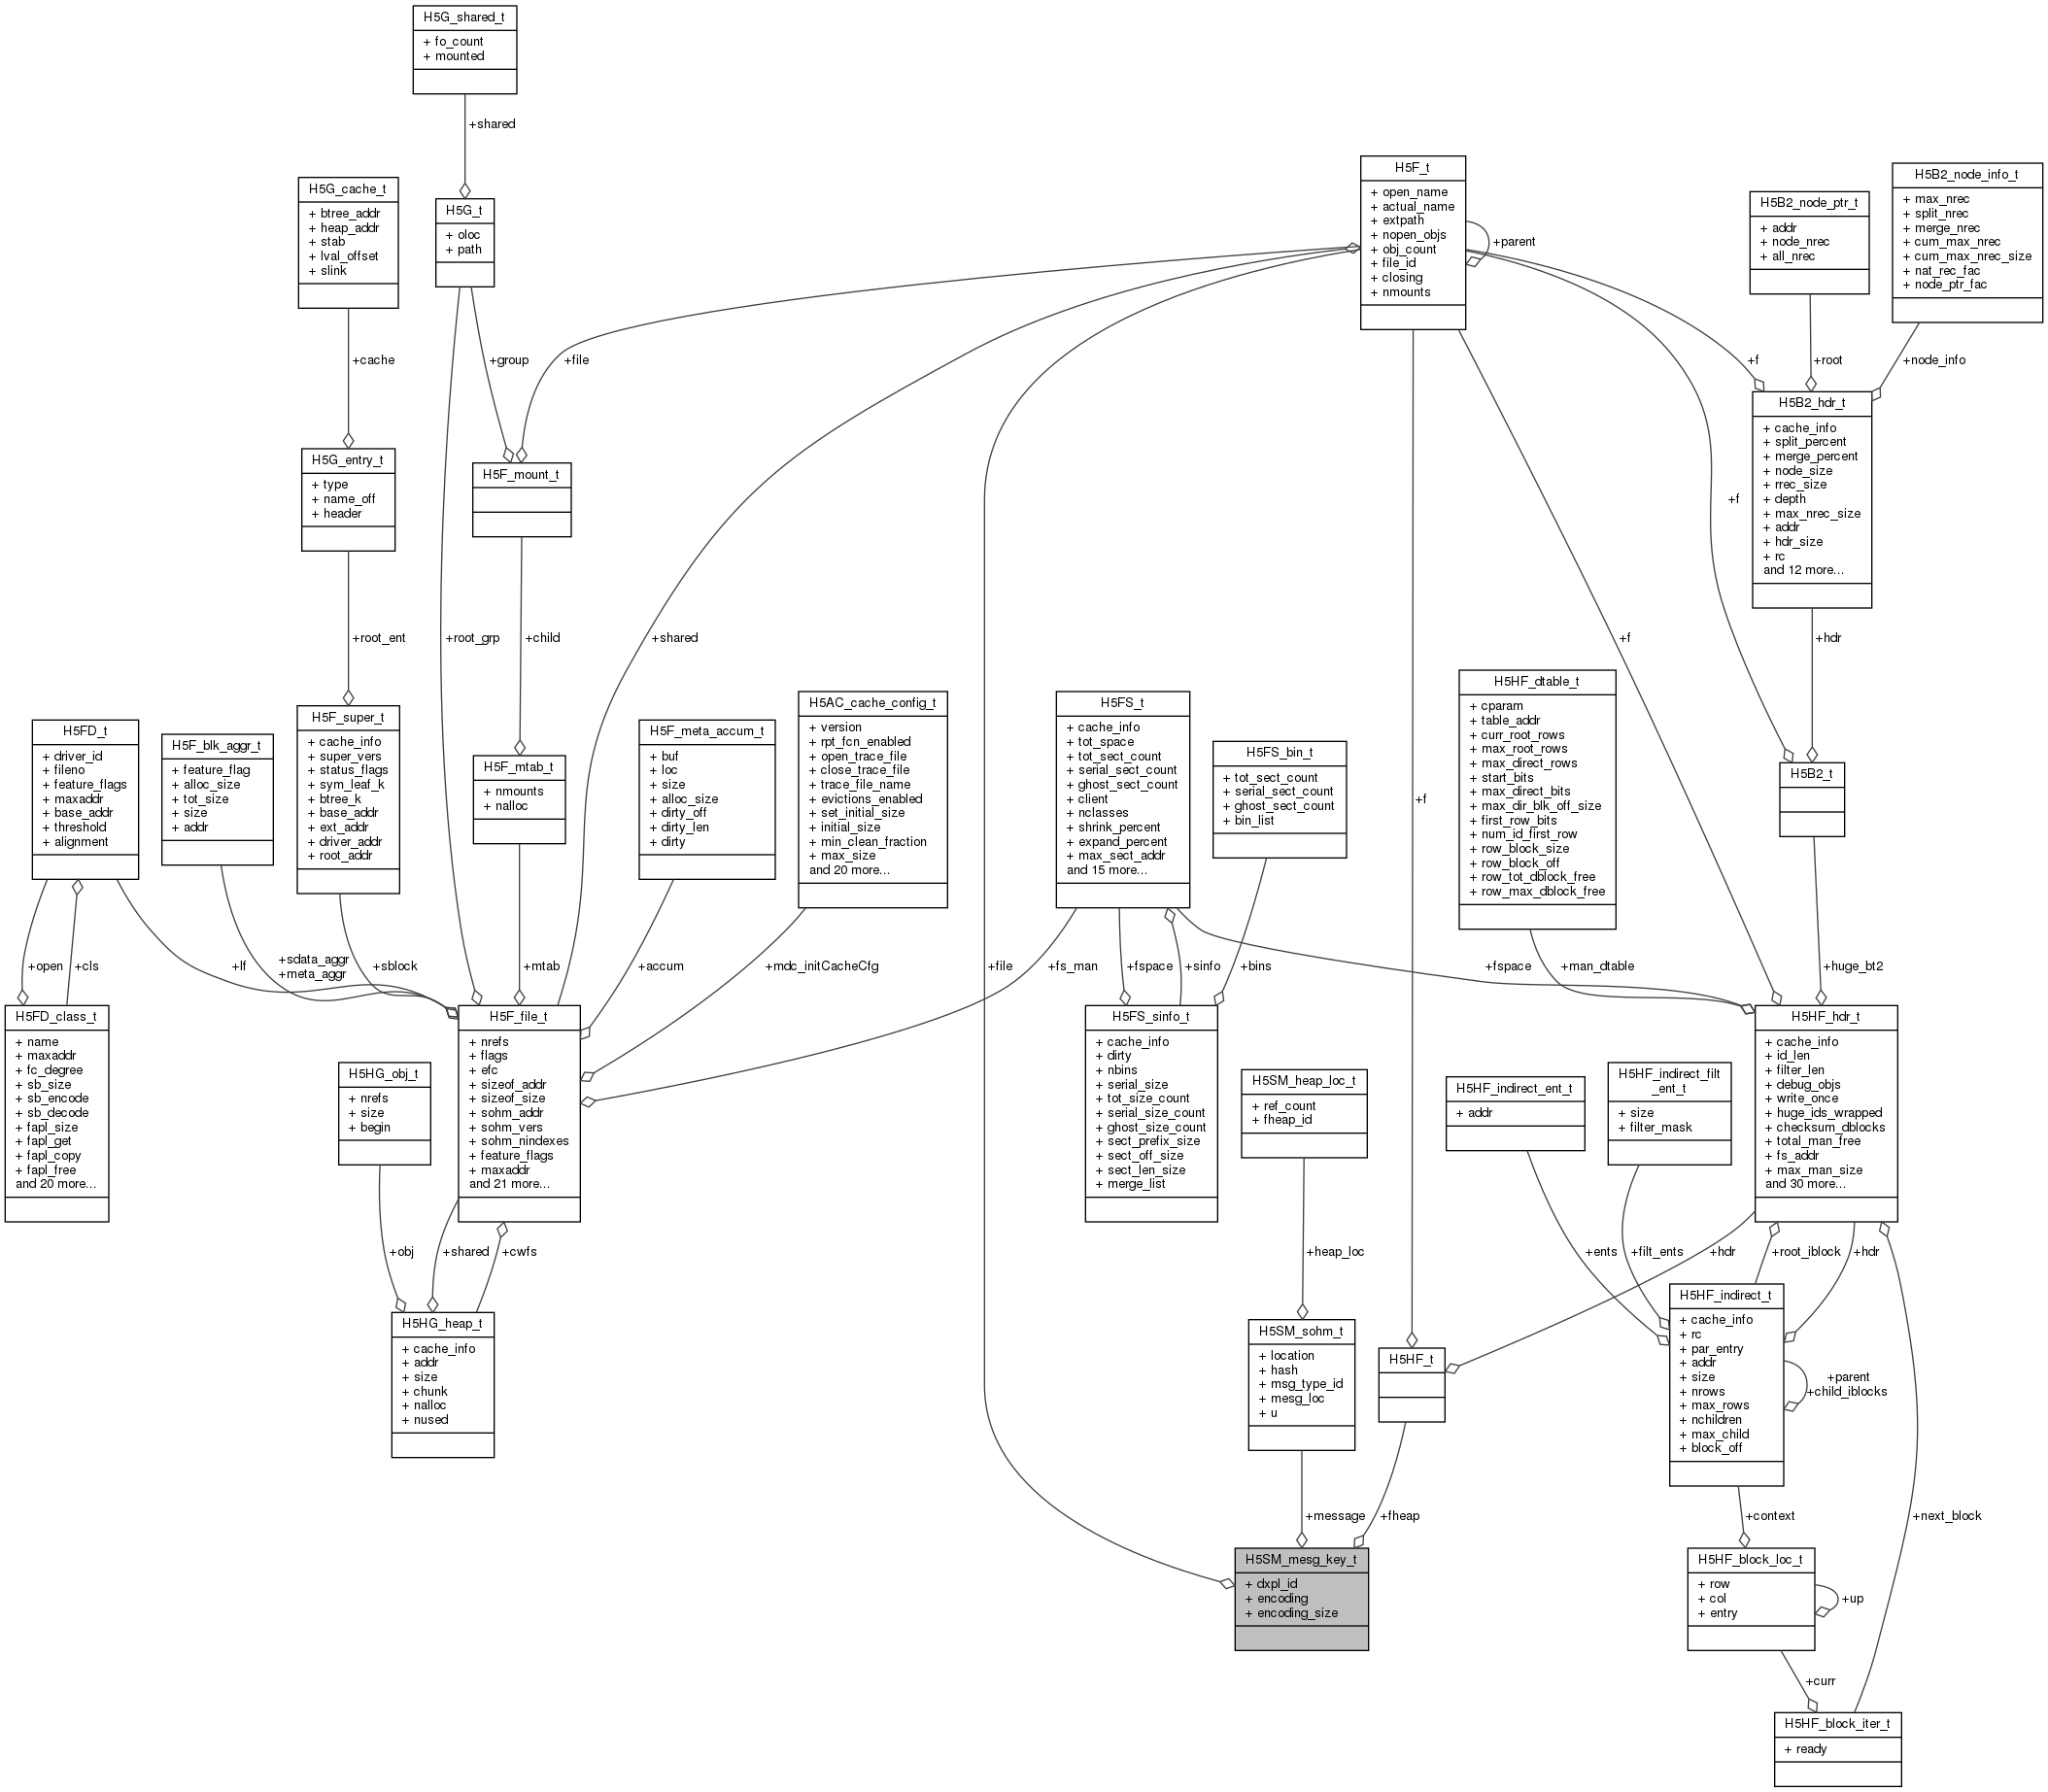 H5G_shared_t
+ fo_count
+ mounted
+shared
H5G_t
+ oloc
+ path
H5G_cache_t
+ btree_addr
+ heap_addr
+ stab
+ lval_offset
+ slink
+cache
+group
+file
H5G_entry_t
+ type
+ name_off
+ header
H5F_mount_t
+root_ent
+root_grp
+child
+shared
H5F_t
+ open_name
+ actual_name
+ extpath
+ nopen_objs
+ obj_count
+ file_id
+ closing
+ nmounts
+parent
H5B2_node_ptr_t
+ addr
+ node_nrec
+ all_nrec
H5B2_node_info_t
+ max_nrec
+ split_nrec
+ merge_nrec
+ cum_max_nrec
+ cum_max_nrec_size
+ nat_rec_fac
+ node_ptr_fac
+f
+root
+node_info
H5B2_hdr_t
+ cache_info
+ split_percent
+ merge_percent
+ node_size
+ rrec_size
+ depth
+ max_nrec_size
+ addr
+ hdr_size
+ rc
and 12 more...
+f
+f
+hdr
H5FD_t
+ driver_id
+ fileno
+ feature_flags
+ maxaddr
+ base_addr
+ threshold
+ alignment
H5F_blk_aggr_t
+ feature_flag
+ alloc_size
+ tot_size
+ size
+ addr
H5F_super_t
+ cache_info
+ super_vers
+ status_flags
+ sym_leaf_k
+ btree_k
+ base_addr
+ ext_addr
+ driver_addr
+ root_addr
H5F_mtab_t
+ nmounts
+ nalloc
H5F_meta_accum_t
+ buf
+ loc
+ size
+ alloc_size
+ dirty_off
+ dirty_len
+ dirty
H5AC_cache_config_t
+ version
+ rpt_fcn_enabled
+ open_trace_file
+ close_trace_file
+ trace_file_name
+ evictions_enabled
+ set_initial_size
+ initial_size
+ min_clean_fraction
+ max_size
and 20 more...
H5FS_t
+ cache_info
+ tot_space
+ tot_sect_count
+ serial_sect_count
+ ghost_sect_count
+ client
+ nclasses
+ shrink_percent
+ expand_percent
+ max_sect_addr
and 15 more...
H5FS_bin_t
+ tot_sect_count
+ serial_sect_count
+ ghost_sect_count
+ bin_list
+f
H5HF_dtable_t
+ cparam
+ table_addr
+ curr_root_rows
+ max_root_rows
+ max_direct_rows
+ start_bits
+ max_direct_bits
+ max_dir_blk_off_size
+ first_row_bits
+ num_id_first_row
+ row_block_size
+ row_block_off
+ row_tot_dblock_free
+ row_max_dblock_free
H5B2_t
+open
+cls
+lf
+sdata_aggr
+meta_aggr
+sblock
+mtab
+accum
+mdc_initCacheCfg
+file
+fs_man
+fspace
+sinfo
+bins
+fspace
+man_dtable
+huge_bt2
H5FD_class_t
+ name
+ maxaddr
+ fc_degree
+ sb_size
+ sb_encode
+ sb_decode
+ fapl_size
+ fapl_get
+ fapl_copy
+ fapl_free
and 20 more...
H5HG_obj_t
+ nrefs
+ size
+ begin
H5F_file_t
+ nrefs
+ flags
+ efc
+ sizeof_addr
+ sizeof_size
+ sohm_addr
+ sohm_vers
+ sohm_nindexes
+ feature_flags
+ maxaddr
and 21 more...
H5FS_sinfo_t
+ cache_info
+ dirty
+ nbins
+ serial_size
+ tot_size_count
+ serial_size_count
+ ghost_size_count
+ sect_prefix_size
+ sect_off_size
+ sect_len_size
+ merge_list
H5SM_heap_loc_t
+ ref_count
+ fheap_id
H5HF_indirect_ent_t
+ addr
H5HF_indirect_filt
_ent_t
+ size
+ filter_mask
H5HF_hdr_t
+ cache_info
+ id_len
+ filter_len
+ debug_objs
+ write_once
+ huge_ids_wrapped
+ checksum_dblocks
+ total_man_free
+ fs_addr
+ max_man_size
and 30 more...
+obj
+shared
+cwfs
+heap_loc
+ents
+filt_ents
+hdr
+root_iblock
+hdr
H5HG_heap_t
+ cache_info
+ addr
+ size
+ chunk
+ nalloc
+ nused
H5SM_sohm_t
+ location
+ hash
+ msg_type_id
+ mesg_loc
+ u
H5HF_t
H5HF_indirect_t
+ cache_info
+ rc
+ par_entry
+ addr
+ size
+ nrows
+ max_rows
+ nchildren
+ max_child
+ block_off
+parent
+child_iblocks
+message
+fheap
+context
+next_block
H5SM_mesg_key_t
+ dxpl_id
+ encoding
+ encoding_size
H5HF_block_loc_t
+ row
+ col
+ entry
+up
+curr
H5HF_block_iter_t
+ ready